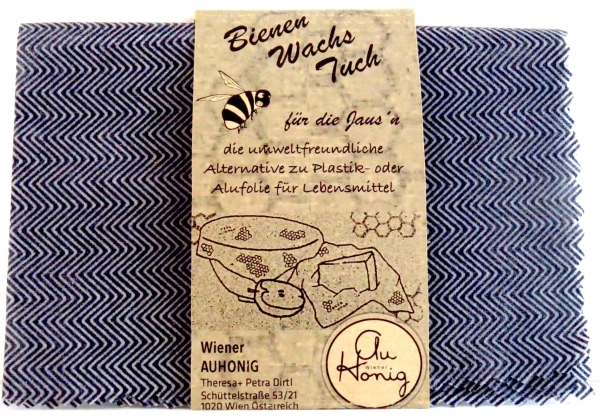 Bienen
Wachs
Tuch
für die Jaus'n
die umweltfreundliche
Alternative zu Plastik- oder
Alufolie für Lebensmittel
Wiener
AUHONIG
Theresa+ Petra Dirtl
Schüttelstraße 53/21
1020 Wien Österreich
Au
wiener
Honig